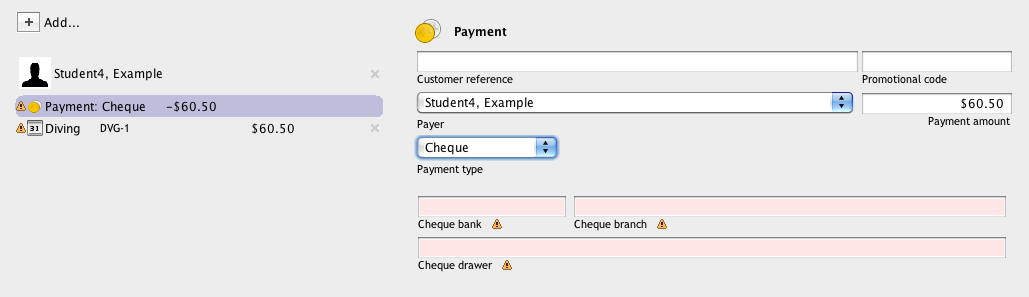 Add...
Student4, Example
Payment: Cheque -$60.50
31 Diving DVG-1 $60.50
Payment
Customer reference Promotional code
Student4, Example $60.50
Payer Payment amount
Cheque
Payment type
Cheque bank Cheque branch
Cheque drawer